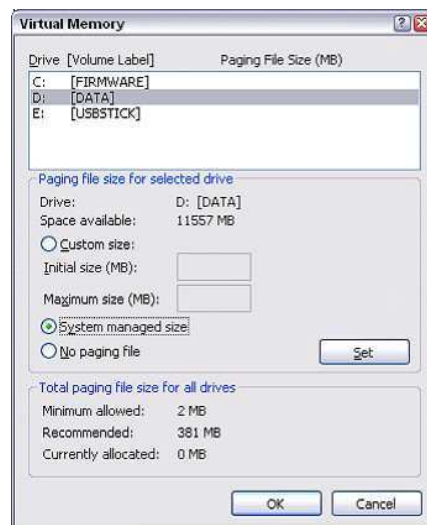 Virtual Memory
Drive [Volume Label] Paging File Size (MB)
C: [FIRMWARE]
D: [DATA]
E: [USBSTICK]
Paging file size for selected drive
Drive: D: [DATA]
Space available: 11557 MB
Custom size:
Initial size (MB):
Maximum size (MB):
System managed size
No paging file
Set
Total paging file size for all drives
Minimum allowed: 2 MB
Recommended: 381 MB
Currently allocated: 0 MB
OK Cancel